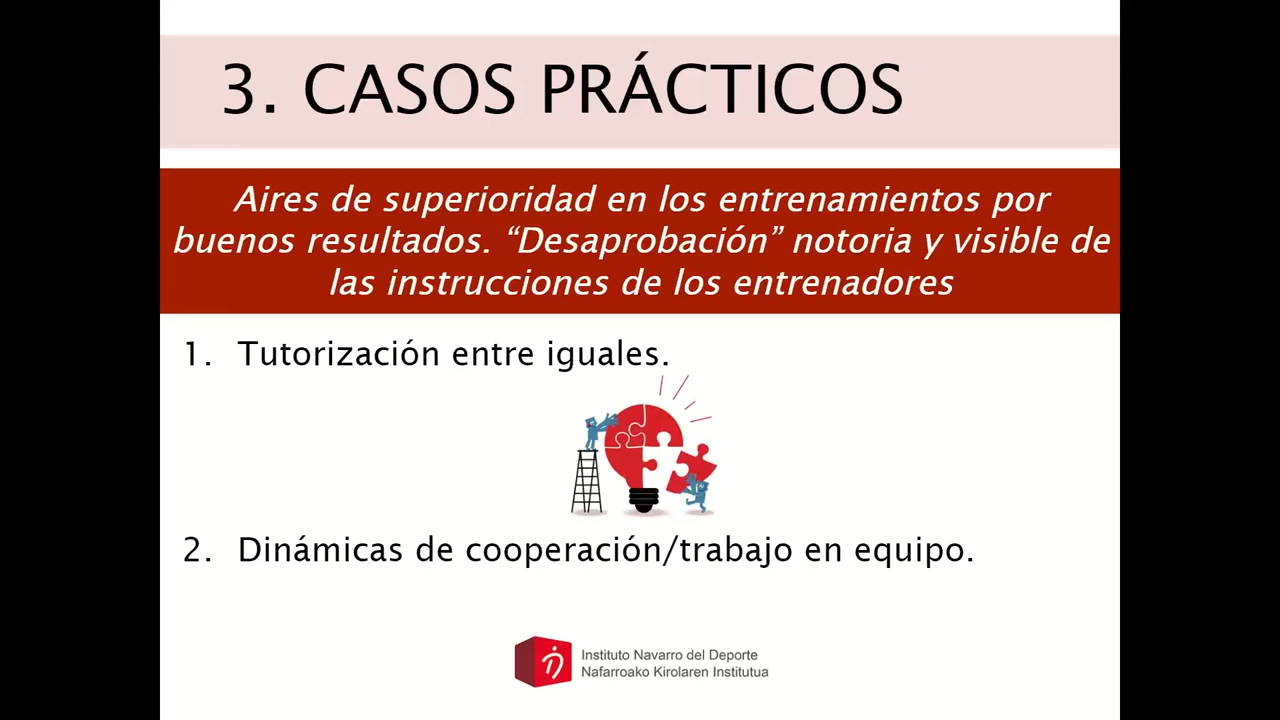 3. CASOS PRÁCTICOS
Aires de superioridad en los entrenamientos por
buenos resultados. “Desaprobación” notoria y visible de
las instrucciones de los entrenadores
1. Tutorización entre iguales.
2. Dinámicas de cooperación/trabajo en equipo.
Instituto Navarro del Deporte
Nafarroako Kirolaren Institutua